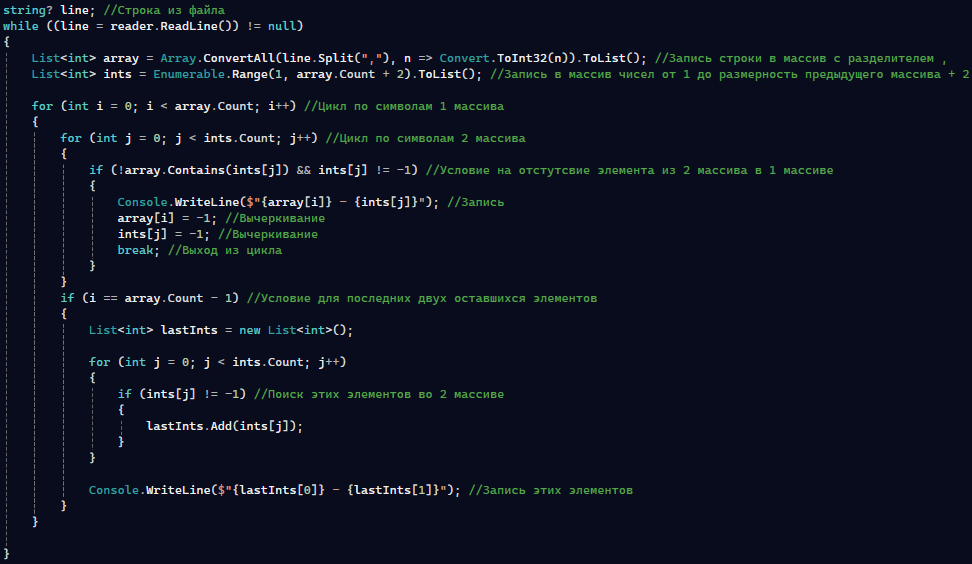 string? line; //Строка из файла
while ((line = reader.ReadLine()) != null)
{
    List<int> array = Array.ConvertAll(line.Split(","), n => Convert.ToInt32(n)).ToList(); //Запись строки в массив с разделителем ,
    List<int> ints = Enumerable.Range(1, array.Count + 2).ToList(); //Запись в массив чисел от 1 до размерность предыдущего массива + 2
    for (int i = 0; i < array.Count; i++) //Цикл по символам 1 массива
    {
        for (int j = 0; j < ints.Count; j++) //Цикл по символам 2 массива
        {
            if (!array.Contains(ints[j]) && ints[j] != -1) //Условие на отстутсвие элемента из 2 массива в 1 массиве
            {
                Console.WriteLine($"{array[i]} - {ints[j]}"); //Запись
                array[i] = -1; //Вычеркивание
                ints[j] = -1; //Вычеркивание
                break; //Выход из цикла
            }
        }
        if (i == array.Count - 1) //Условие для последних двух оставшихся элементов
        {
            List<int> lastInts = new List<int>();
            for (int j = 0; j < ints.Count; j++)
            {
                if (ints[j] != -1) //Поиск этих элементов во 2 массиве
                {
                    lastInts.Add(ints[j]);
                }
            }
            Console.WriteLine($"{lastInts[0]} - {lastInts[1]}"); //Запись этих элементов
        }
    }
}